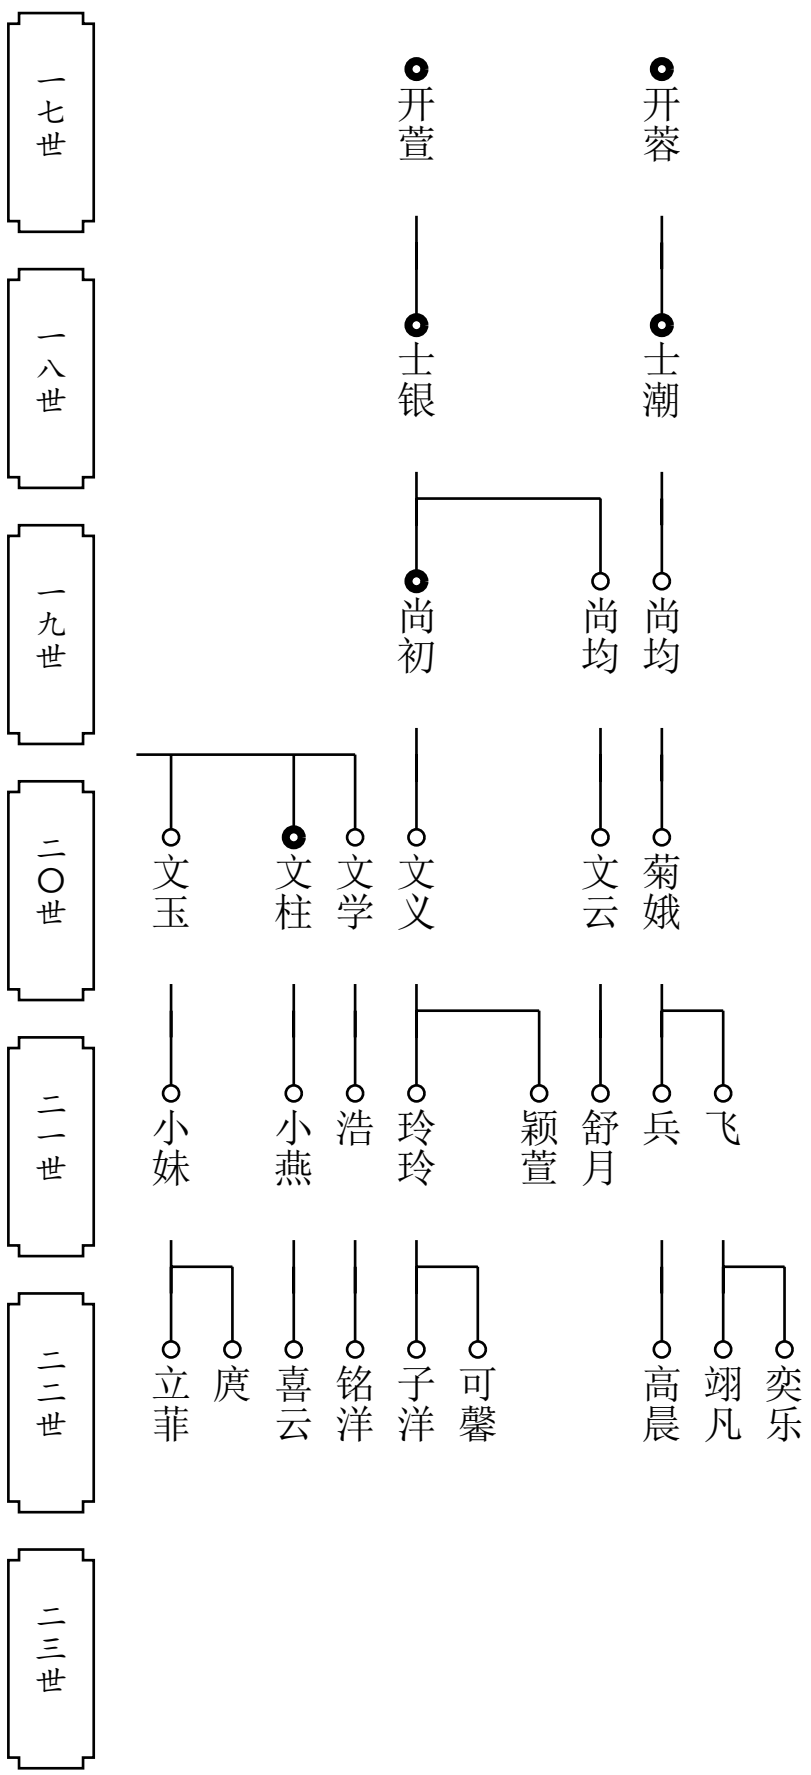 一七世
开萱
开蓉
一八世
士银
士潮
一九世
尚初
尚均
尚均
二〇世
文玉
文柱
文学
文义
文云
菊娥
二一世
小妹
小燕
浩
玲玲
颖萱
舒月
兵
飞
二二世
立菲
庹
喜云
铭洋
子洋
可馨
高晨
翊凡
奕乐
二三世